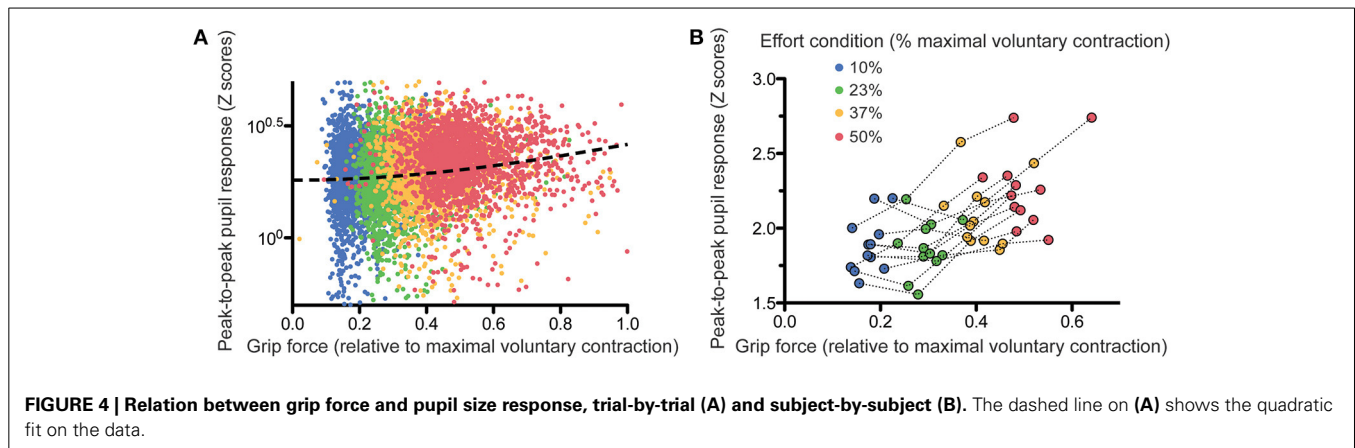 A
Peak-to-peak pupil response (Z scores)
10^0.5
10^0
0.0 0.2 0.4 0.6 0.8 1.0
Grip force (relative to maximal voluntary contraction)
B
Effort condition (% maximal voluntary contraction)
10%
23%
37%
50%
Peak-to-peak pupil response (Z scores)
3.0
2.5
2.0
1.5
0.0 0.2 0.4 0.6
Grip force (relative to maximal voluntary contraction)
FIGURE 4 | Relation between grip force and pupil size response, trial-by-trial (A) and subject-by-subject (B). The dashed line on (A) shows the quadratic
fit on the data.